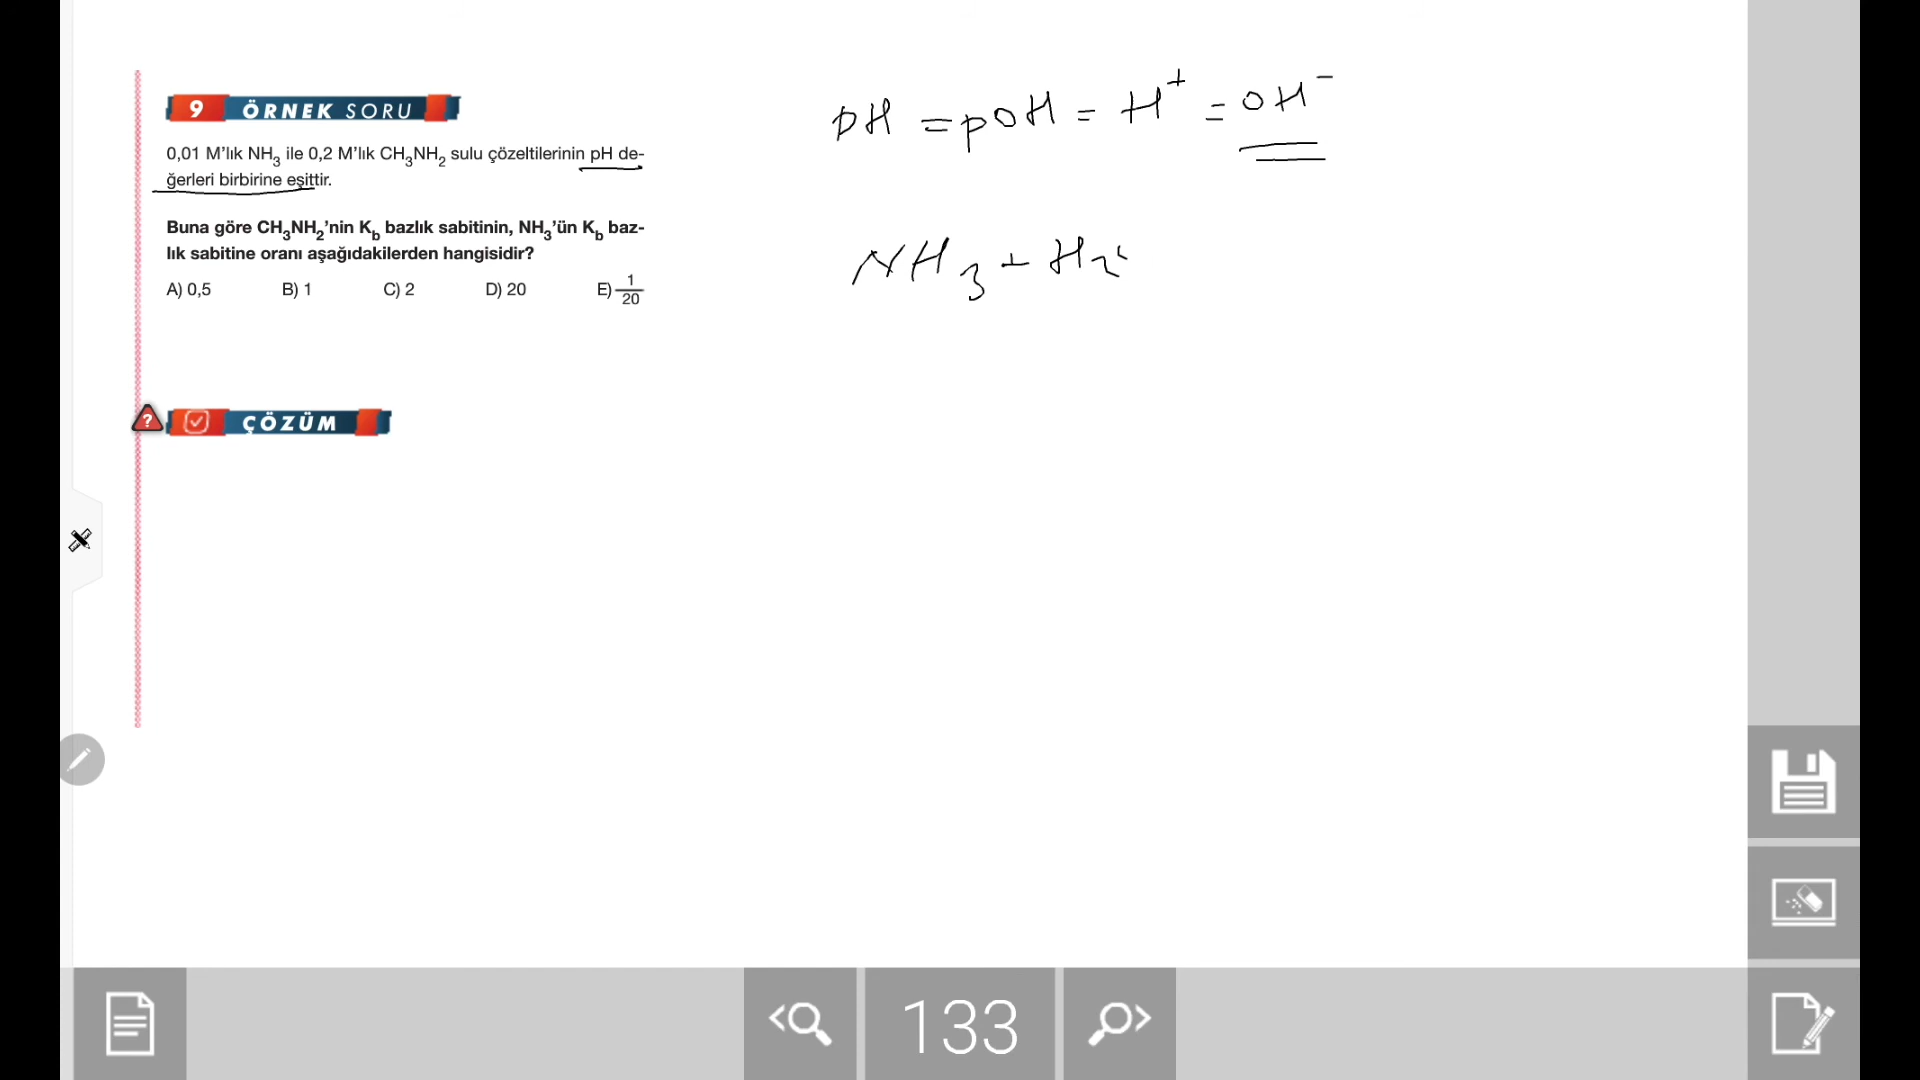 9 ÖRNEK SORU
0,01 M’lık NH3 ile 0,2 M’lık CH3NH2 sulu çözeltilerinin pH de-
ğerleri birbirine eşittir.
Buna göre CH3NH2’nin Kb bazlık sabitinin, NH3’ün Kb baz-
lık sabitine oranı aşağıdakilerden hangisidir?
A) 0,5 B) 1 C) 2 D) 20 E) 1/20
ÇÖZÜM
pH = pOH = H+ = OH-
NH3 + H2
133